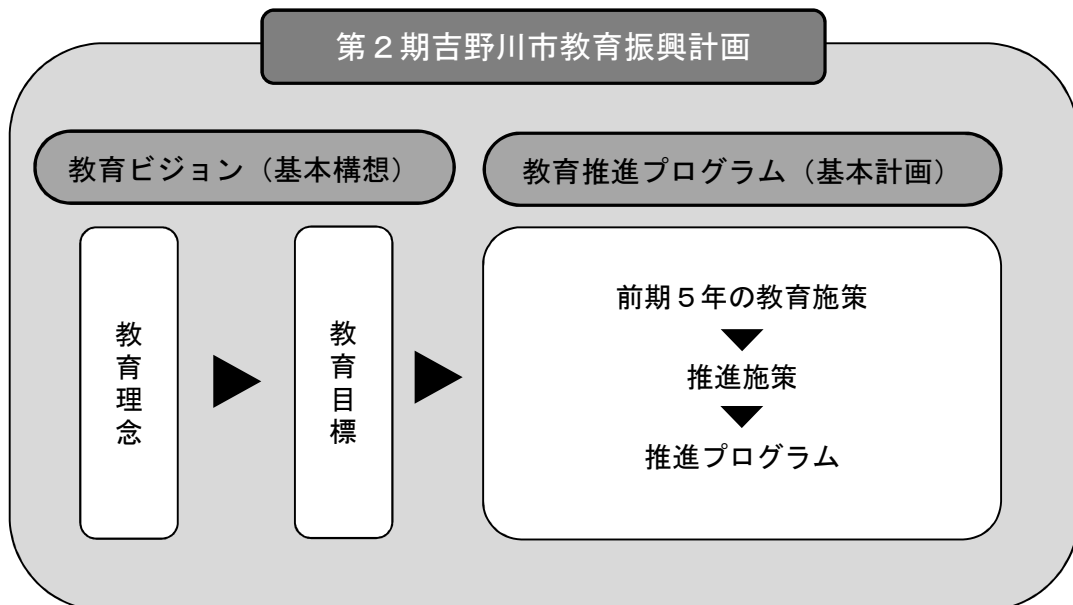 第２期吉野川市教育振興計画
教育ビジョン（基本構想）
教育推進プログラム（基本計画）
教育理念
教育目標
前期５年の教育施策
推進施策
推進プログラム